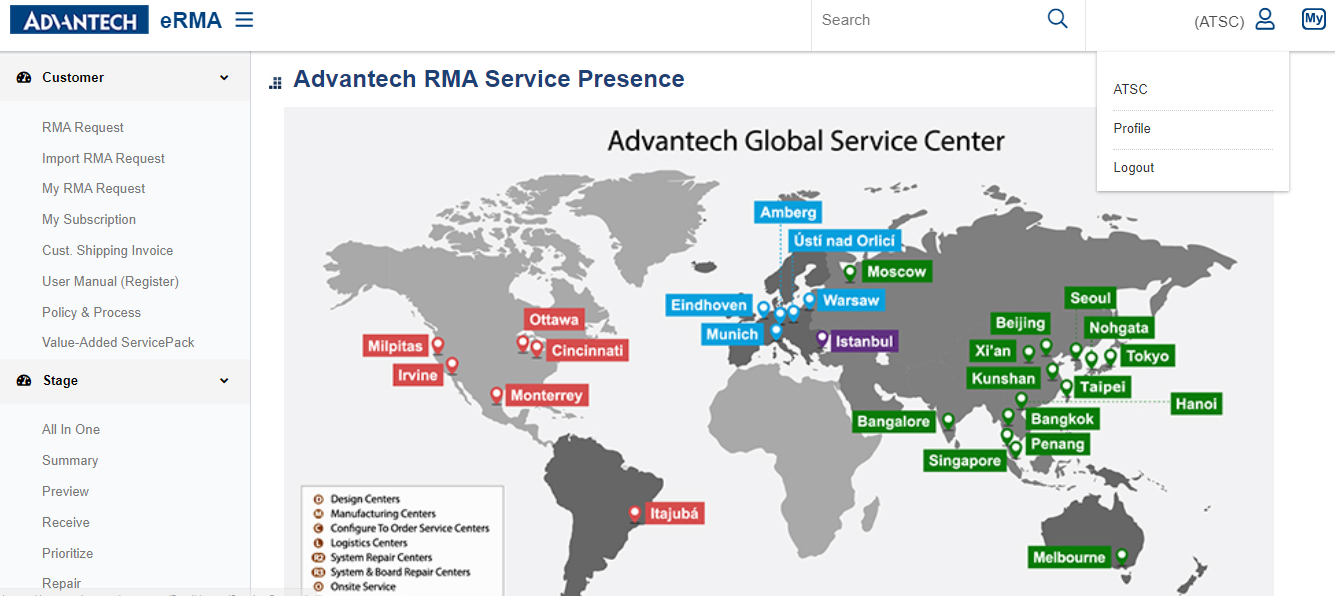 ADVANTECH eRMA
Search
(ATSC)
My
ATSC
Profile
Logout
Customer
RMA Request
Import RMA Request
My RMA Request
My Subscription
Cust. Shipping Invoice
User Manual (Register)
Policy & Process
Value-Added ServicePack
Stage
All In One
Summary
Preview
Receive
Prioritize
Repair
Advantech RMA Service Presence
Advantech Global Service Center
Amberg
Ústí nad Orlicí
Moscow
Eindhoven
Warsaw
Munich
Istanbul
Seoul
Beijing
Nohgata
Xi'an
Tokyo
Kunshan
Taipei
Hanoi
Bangalore
Bangkok
Penang
Singapore
Melbourne
Ottawa
Milpitas
Cincinnati
Irvine
Monterrey
Itajubá
Design Centers
Manufacturing Centers
Configure To Order Service Centers
Logistics Centers
System Repair Centers
System & Board Repair Centers
Onsite Service